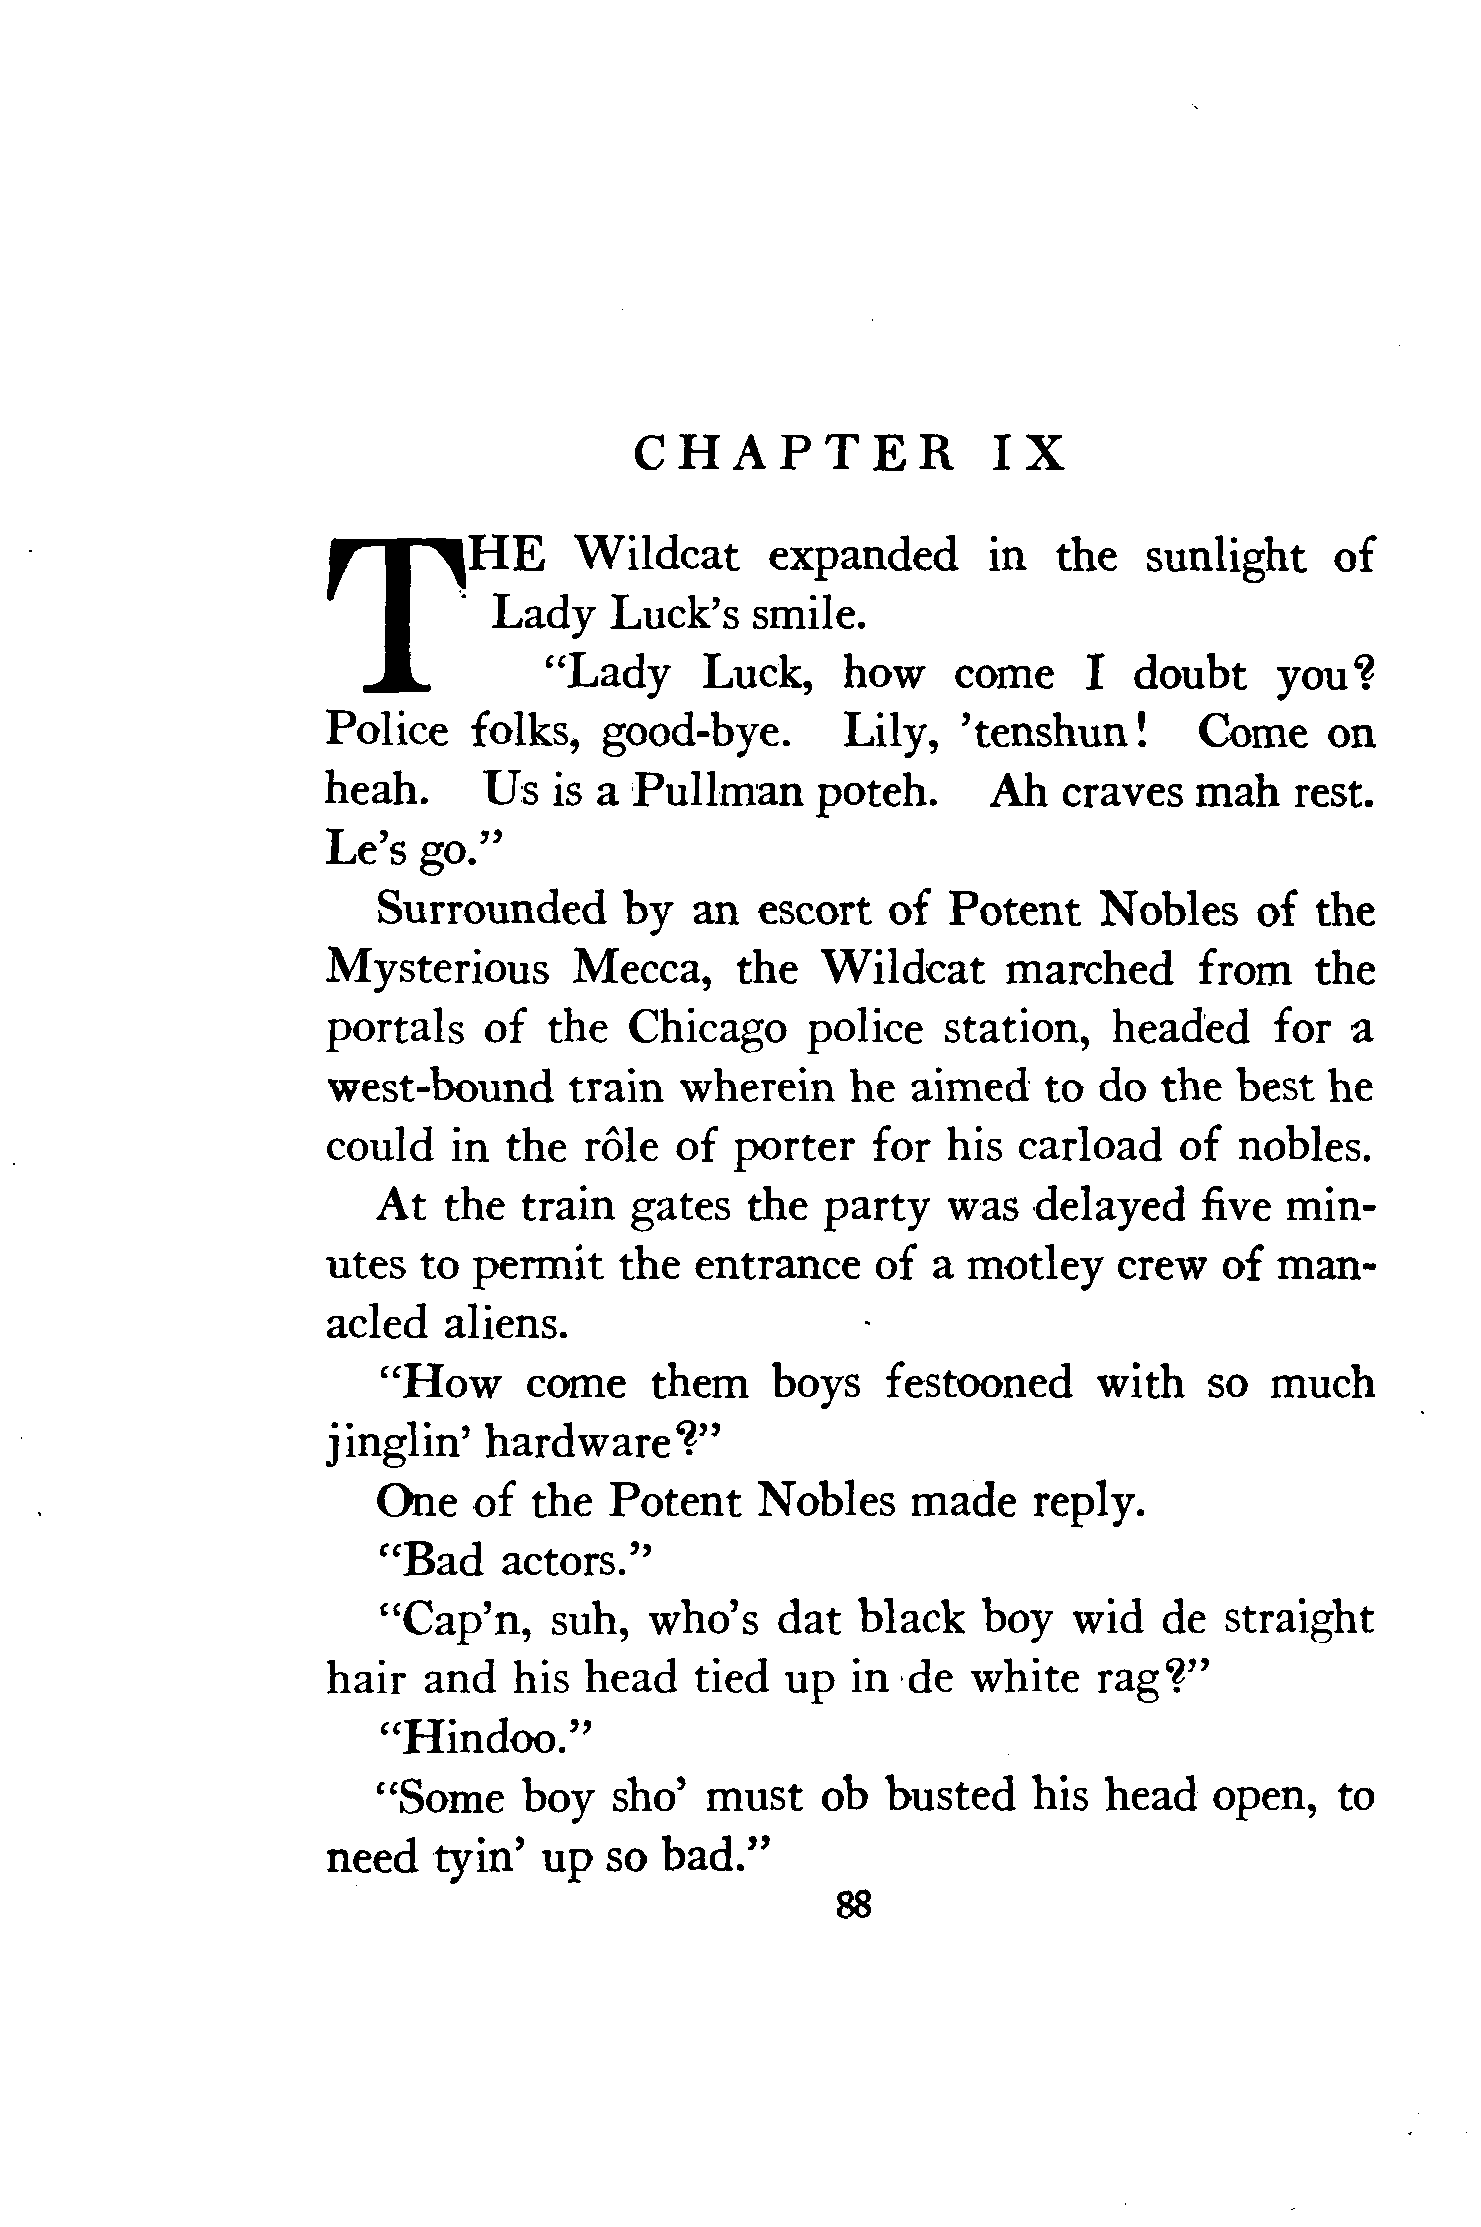 CHAPTER IX
THE Wildcat expanded in the sunlight of
Lady Luck's smile.
“Lady Luck, how come I doubt you?
Police folks, good-bye. Lily, ’tenshun! Come on
heah. Us is a Pullman poteh. Ah craves mah rest.
Le’s go.”
Surrounded by an escort of Potent Nobles of the
Mysterious Mecca, the Wildcat marched from the
portals of the Chicago police station, headed for a
west-bound train wherein he aimed to do the best he
could in the rôle of porter for his carload of nobles.
At the train gates the party was delayed five min-
utes to permit the entrance of a motley crew of man-
acled aliens.
“How come them boys festooned with so much
jinglin’ hardware?”
One of the Potent Nobles made reply.
“Bad actors.”
“Cap’n, suh, who’s dat black boy wid de straight
hair and his head tied up in de white rag?”
“Hindoo.”
“Some boy sho’ must ob busted his head open, to
need tyin’ up so bad.”
88